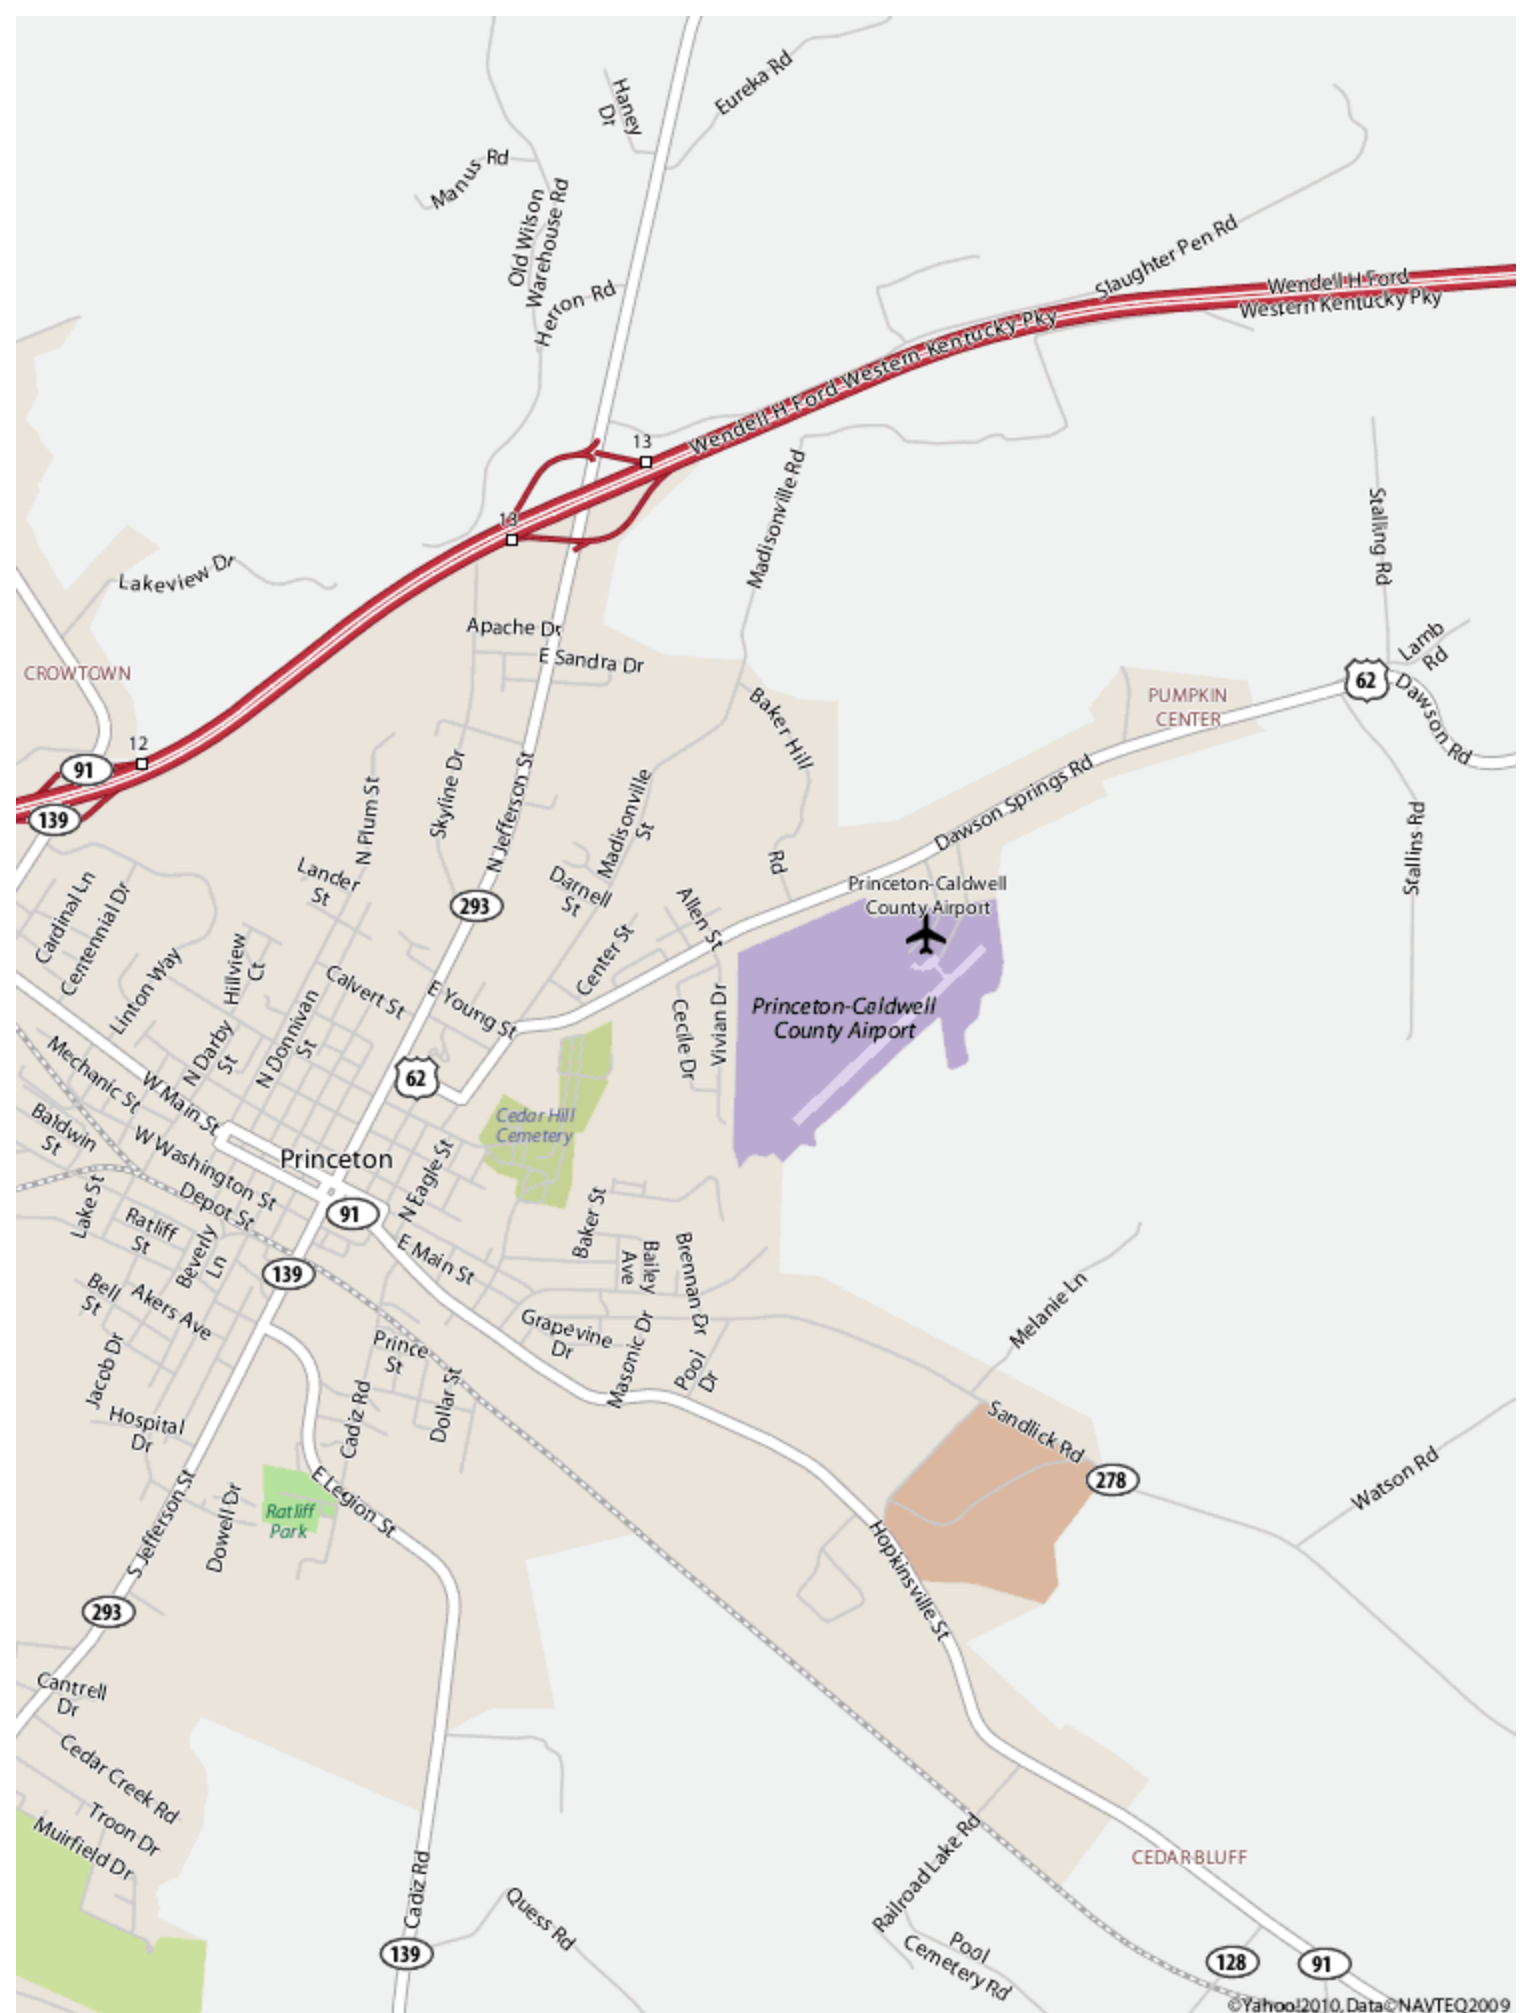 Haney
Dr
Eureka Rd
Manus Rd
Old Wilson
Warehouse Rd
Herron Rd
Slaughter Pen Rd
Wendell H Ford
Western Kentucky Pky
Wendell H Ford Western Kentucky Pky
13
13
Madisonville Rd
Stalling Rd
Lakeview Dr
Apache Dr
E Sandra Dr
Lamb
Rd
CROWTOWN
62
Dawson Rd
PUMPKIN
CENTER
Baker Hill
Rd
12
91
139
Skyline Dr
N Jefferson St
N Plum St
Madisonville
St
Dawson Springs Rd
Stallins Rd
Lander
St
Darnell
St
Cardinal Ln
Centennial Dr
293
Allen St
Princeton-Caldwell
County Airport
Linton Way
Hillview
Ct
Calvert St
E Young St
Center St
Cecile Dr
Vivian Dr
Princeton-Caldwell
County Airport
N Darby
St
N Donnivan
St
Mechanic St
W Main St
62
Baldwin
St
W Washington St
Cedar Hill
Cemetery
Princeton
N Eagle St
Depot St
Lake St
91
Ratliff
St
Beverly
Ln
139
E Main St
Baker St
Bailey
Ave
Brennan Dr
Bell
St
Akers Ave
Grapevine
Dr
Masonic Dr
Pool
Dr
Melanie Ln
Prince
St
Jacob Dr
Cadiz Rd
Dollar St
Hospital
Dr
Sandlick Rd
278
Watson Rd
E Legion St
Ratliff
Park
Dowell Dr
S Jefferson St
Hopkinsville St
293
Cantrell
Dr
Cedar Creek Rd
Troon Dr
Muirfield Dr
Cadiz Rd
Quess Rd
139
Railroad Lake Rd
Pool
Cemetery Rd
CEDAR BLUFF
128
91
©Yahoo!2010, Data©NAVTEQ2009